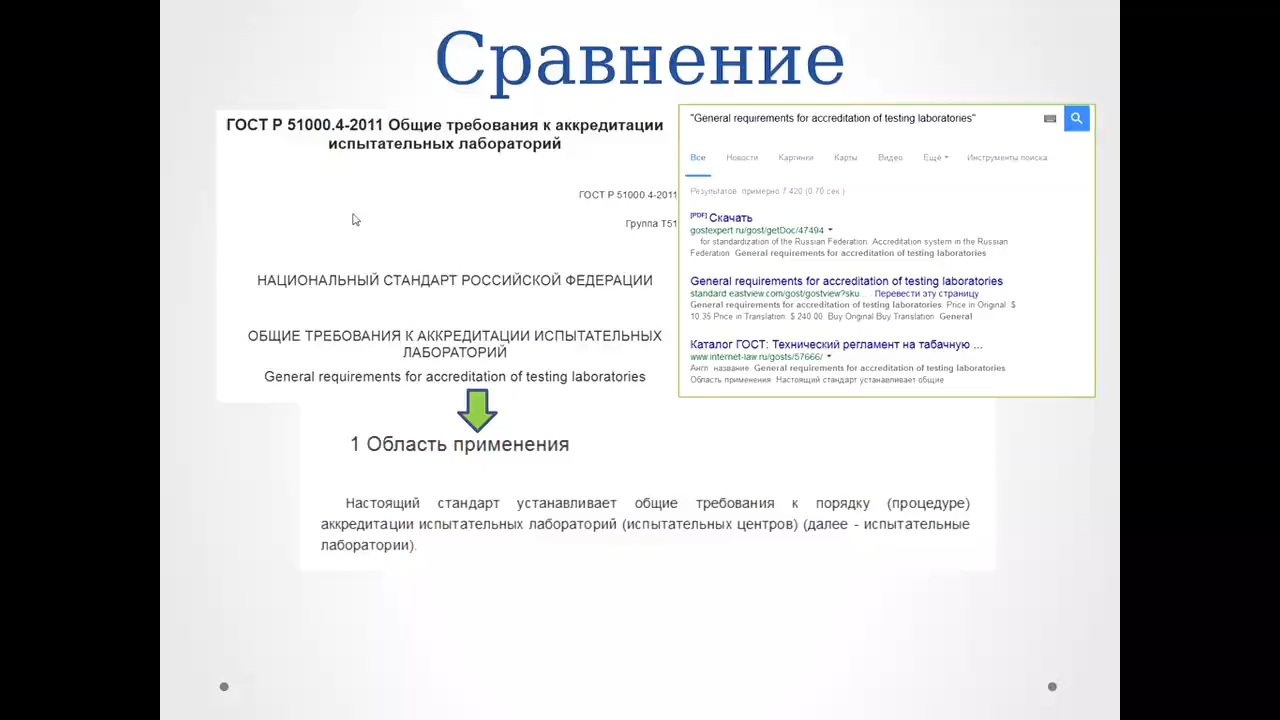 Сравнение
ГОСТ Р 51000.4-2011 Общие требования к аккредитации
испытательных лабораторий
ГОСТ Р 51000.4-2011
Группа Т51
НАЦИОНАЛЬНЫЙ СТАНДАРТ РОССИЙСКОЙ ФЕДЕРАЦИИ
ОБЩИЕ ТРЕБОВАНИЯ К АККРЕДИТАЦИИ ИСПЫТАТЕЛЬНЫХ
ЛАБОРАТОРИЙ
General requirements for accreditation of testing laboratories
"General requirements for accreditation of testing laboratories"
Все Новости Картинки Карты Видео Ещё Инструменты поиска
Результатов: примерно 7 420 (0.70 сек.)
[PDF] Скачать
gostexpert.ru/gost/getDoc/47494
for standardization of the Russian Federation. Accreditation system in the Russian
Federation. General requirements for accreditation of testing laboratories
General requirements for accreditation of testing laboratories
standard.eastview.com/gost/gostview?sku... Перевести эту страницу
General requirements for accreditation of testing laboratories. Price in Original: $
10.35 Price in Translation: $ 240.00. Buy Original Buy Translation. General
Каталог ГОСТ: Технический регламент на табачную ...
www.internet-law.ru/gosts/57666/
Англ. название: General requirements for accreditation of testing laboratories
Область применения: Настоящий стандарт устанавливает общие
1 Область применения
Настоящий стандарт устанавливает общие требования к порядку (процедуре)
аккредитации испытательных лабораторий (испытательных центров) (далее - испытательные
лаборатории).